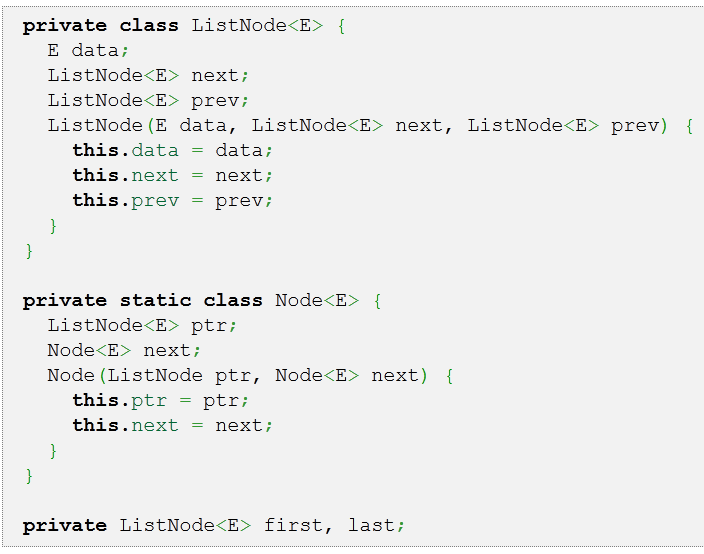 private class ListNode<E> {
  E data;
  ListNode<E> next;
  ListNode<E> prev;
  ListNode(E data, ListNode<E> next, ListNode<E> prev) {
    this.data = data;
    this.next = next;
    this.prev = prev;
  }
}

private static class Node<E> {
  ListNode<E> ptr;
  Node<E> next;
  Node(ListNode ptr, Node<E> next) {
    this.ptr = ptr;
    this.next = next;
  }
}

private ListNode<E> first, last;